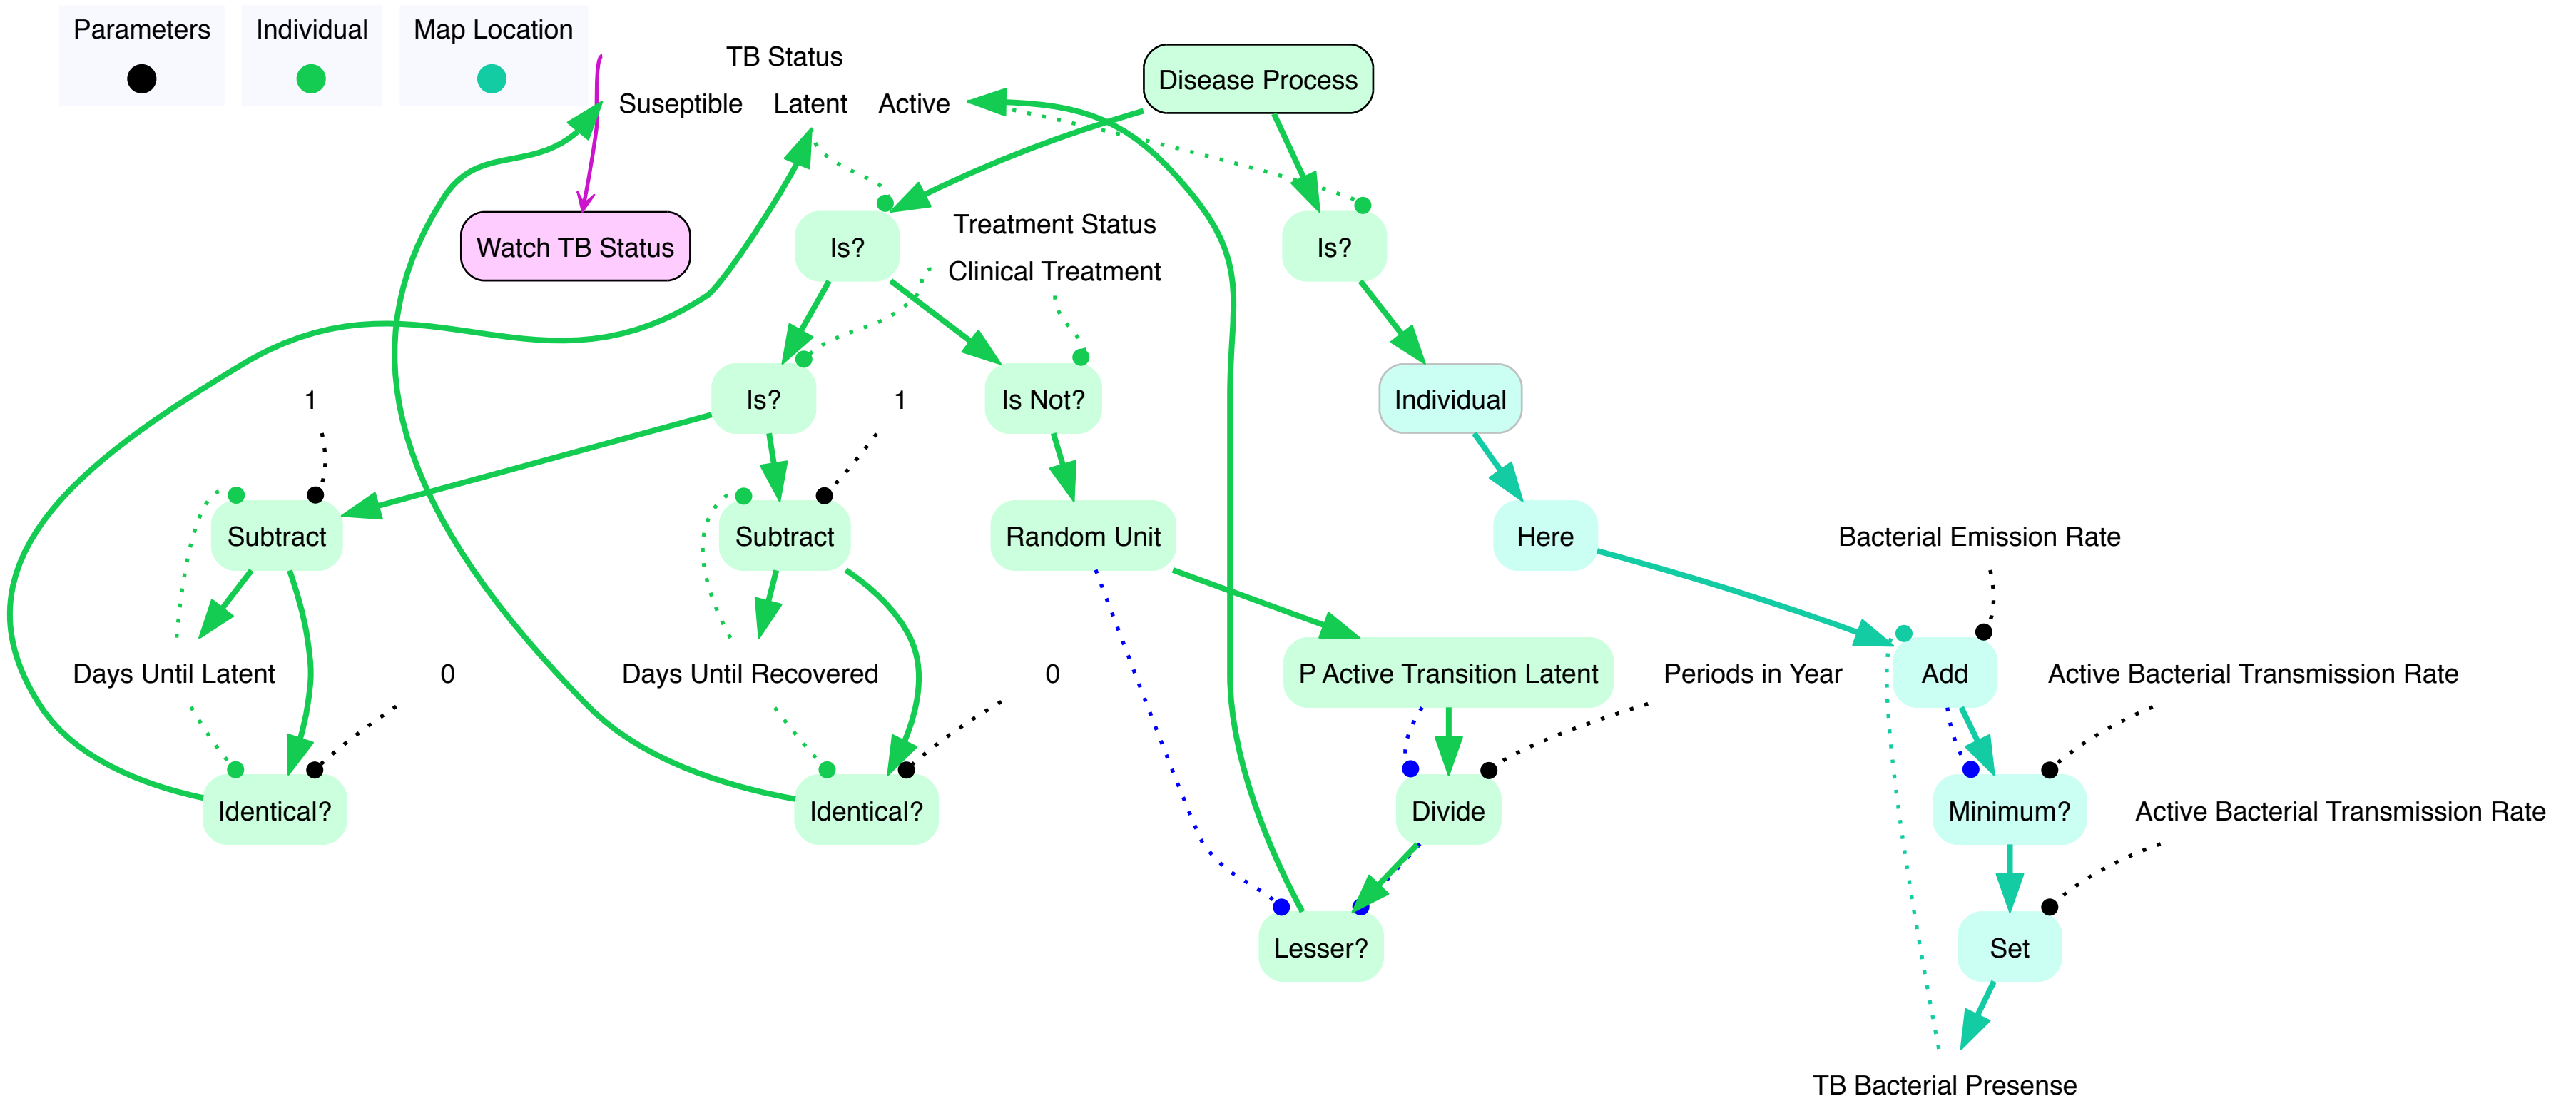 Parameters
Individual
Map Location
TB Status
Suseptible Latent Active
Disease Process
Watch TB Status
Is?
Treatment Status
Clinical Treatment
Is?
1
Is?
1
Is Not?
Individual
Subtract
Subtract
Random Unit
Here
Bacterial Emission Rate
Days Until Latent
0
Days Until Recovered
0
P Active Transition Latent
Periods in Year
Add
Active Bacterial Transmission Rate
Identical?
Identical?
Divide
Minimum?
Active Bacterial Transmission Rate
Lesser?
Set
TB Bacterial Presense